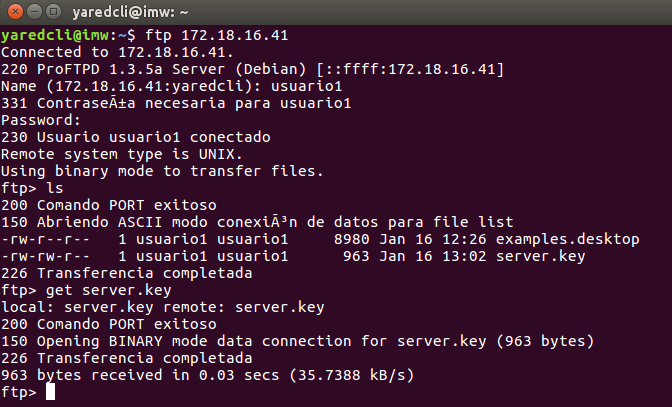 yaredcli@imw: ~
yaredcli@imw:~$ ftp 172.18.16.41
Connected to 172.18.16.41.
220 ProFTPD 1.3.5a Server (Debian) [::ffff:172.18.16.41]
Name (172.18.16.41:yaredcli): usuario1
331 ContraseÃ±a necesaria para usuario1
Password:
230 Usuario usuario1 conectado
Remote system type is UNIX.
Using binary mode to transfer files.
ftp> ls
200 Comando PORT exitoso
150 Abriendo ASCII modo conexiÃ³n de datos para file list
-rw-r--r--   1 usuario1 usuario1     8980 Jan 16 12:26 examples.desktop
-rw-rw-r--   1 usuario1 usuario1      963 Jan 16 13:02 server.key
226 Transferencia completada
ftp> get server.key
local: server.key remote: server.key
200 Comando PORT exitoso
150 Opening BINARY mode data connection for server.key (963 bytes)
226 Transferencia completada
963 bytes received in 0.03 secs (35.7388 kB/s)
ftp>